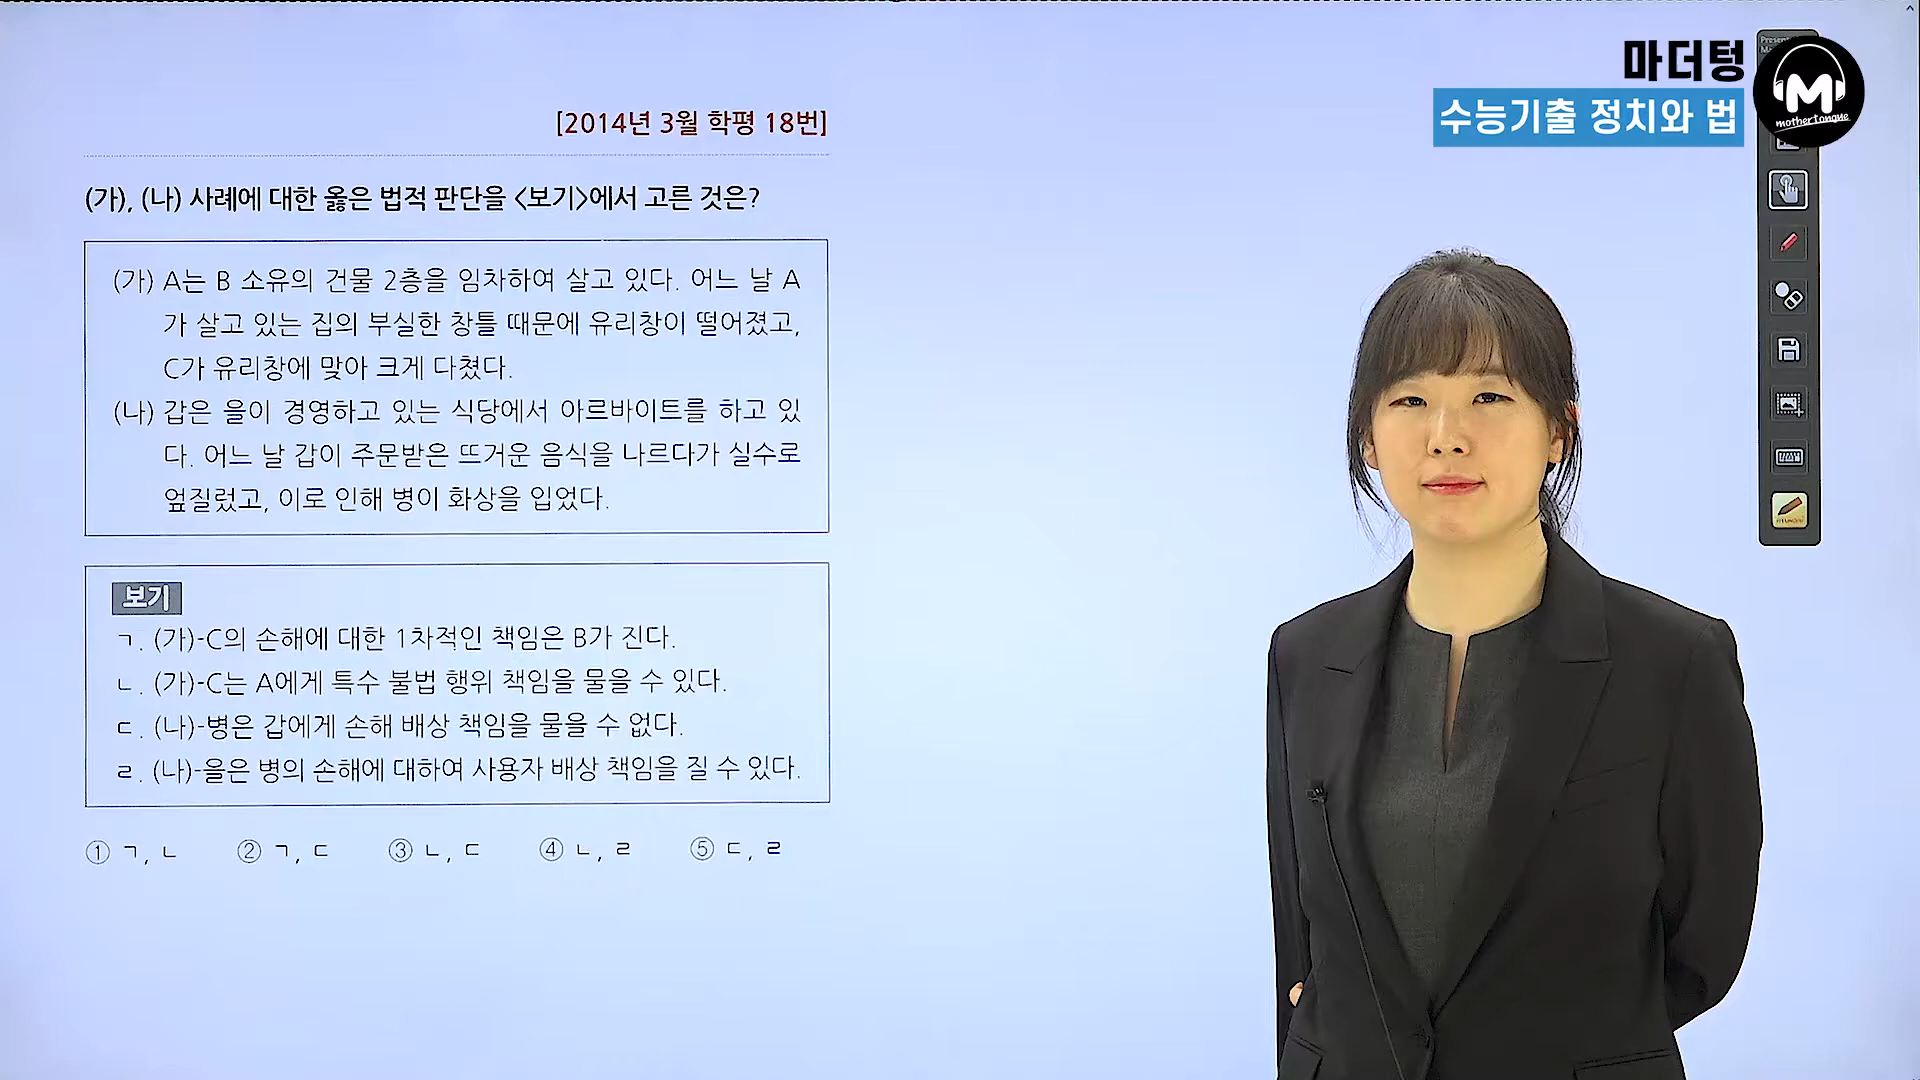 마더텅
수능기출 정치와 법
mothertongue
[2014년 3월 학평 18번]
(가), (나) 사례에 대한 옳은 법적 판단을 <보기>에서 고른 것은?
(가) A는 B 소유의 건물 2층을 임차하여 살고 있다. 어느 날 A
가 살고 있는 집의 부실한 창틀 때문에 유리창이 떨어졌고,
C가 유리창에 맞아 크게 다쳤다.
(나) 갑은 을이 경영하고 있는 식당에서 아르바이트를 하고 있
다. 어느 날 갑이 주문받은 뜨거운 음식을 나르다가 실수로
엎질렀고, 이로 인해 병이 화상을 입었다.
보기
ㄱ. (가)-C의 손해에 대한 1차적인 책임은 B가 진다.
ㄴ. (가)-C는 A에게 특수 불법 행위 책임을 물을 수 있다.
ㄷ. (나)-병은 갑에게 손해 배상 책임을 물을 수 없다.
ㄹ. (나)-을은 병의 손해에 대하여 사용자 배상 책임을 질 수 있다.
① ㄱ, ㄴ ② ㄱ, ㄷ ③ ㄴ, ㄷ ④ ㄴ, ㄹ ⑤ ㄷ, ㄹ